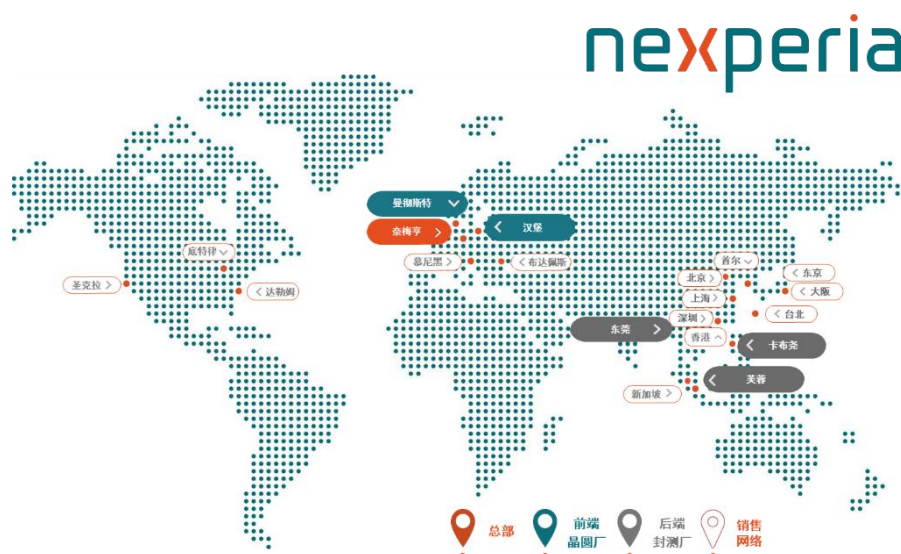 nexperia
曼彻斯特
奈梅亨
汉堡
底特律
慕尼黑
布达佩斯
首尔
圣克拉
达勒姆
北京
东京
上海
大阪
深圳
台北
东莞
香港
卡布尧
芙蓉
新加坡
总部
前端
晶圆厂
后端
封测厂
销售
网络